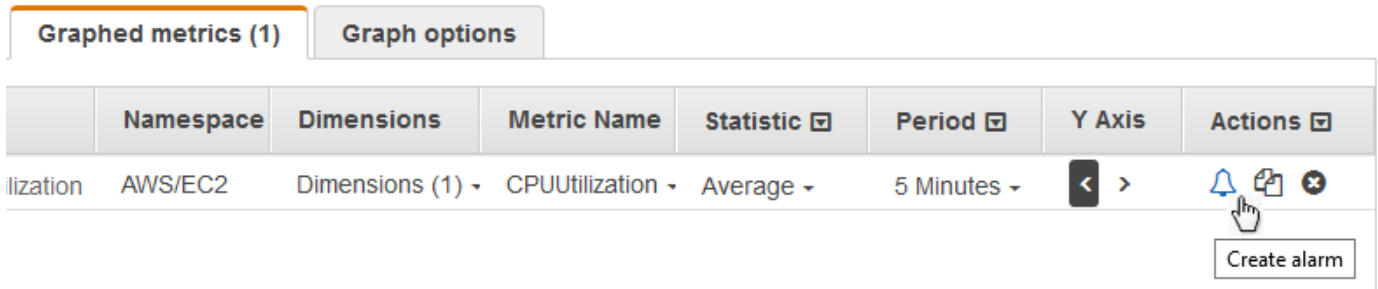 Graphed metrics (1) Graph options
Namespace Dimensions Metric Name Statistic Period Y Axis Actions
ilization AWS/EC2 Dimensions (1) CPUUtilization Average 5 Minutes < >
Create alarm